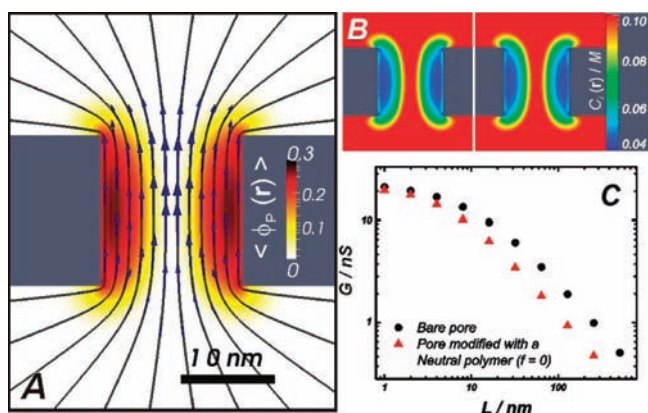 A
0.3
0.2
0.1
0
< ϕP (r) >
10 nm
B
0.10
0.08
0.06
0.04
Ci (r) / M
C
G / nS
10
1
1
10
100
L / nm
Bare pore
Pore modified with a
Neutral polymer (f = 0)